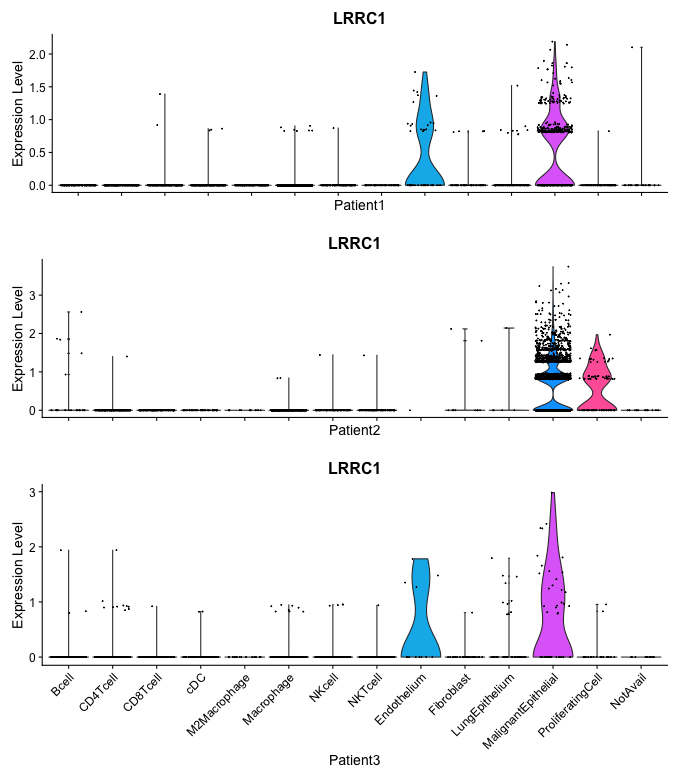 LRRC1
Expression Level
2.0
1.5
1.0
0.5
0.0
Patient1
LRRC1
Expression Level
3
2
1
0
Patient2
LRRC1
Expression Level
3
2
1
0
Bcell
CD4Tcell
CD8Tcell
cDC
M2Macrophage
Macrophage
NKcell
NKTcell
Endothelium
Fibroblast
LungEpithelium
MalignantEpithelial
ProliferatingCell
NotAvail
Patient3